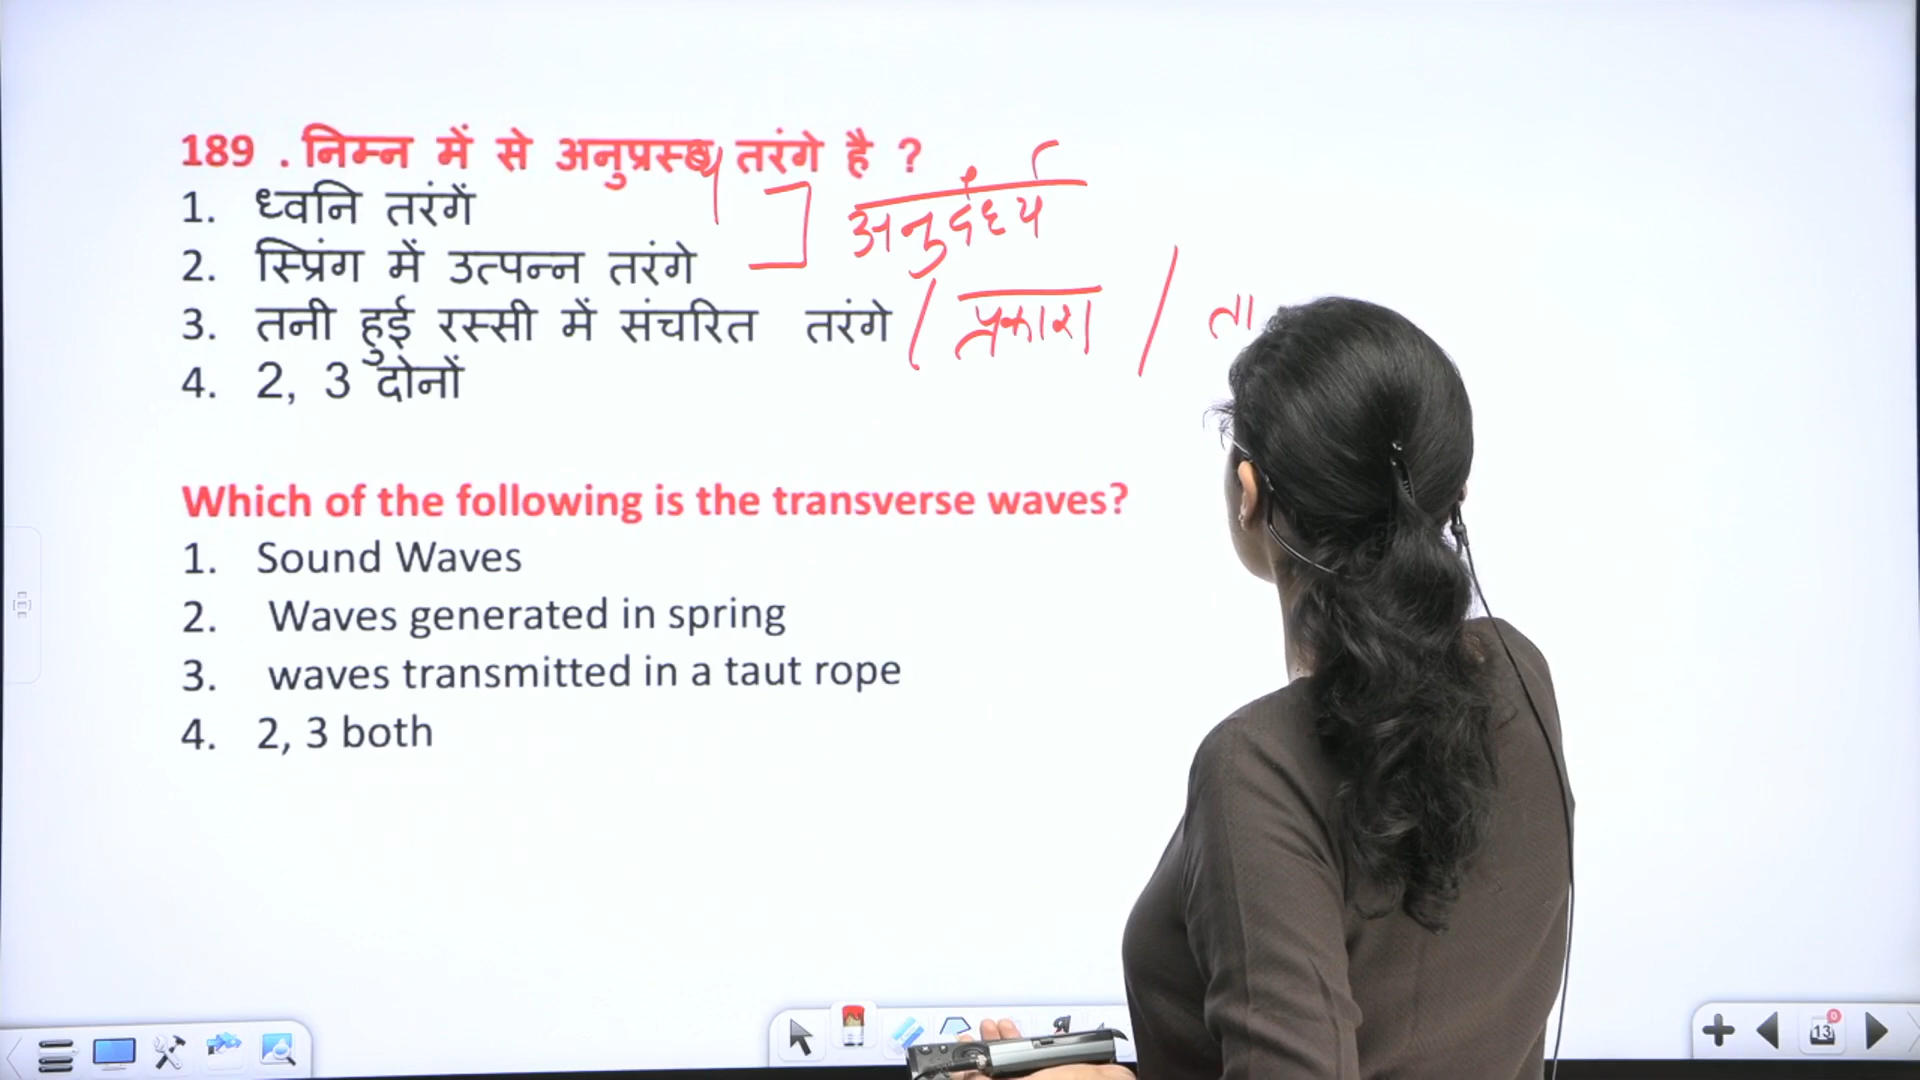 189 . निम्न में से अनुप्रस्थ तरंगे है ?
1. ध्वनि तरंगें
2. स्प्रिंग में उत्पन्न तरंगे
अनुदैर्ध्य
3. तनी हुई रस्सी में संचरित तरंगे / प्रकाश / ता
4. 2, 3 दोनों
Which of the following is the transverse waves?
1. Sound Waves
2. Waves generated in spring
3. waves transmitted in a taut rope
4. 2, 3 both
13
0